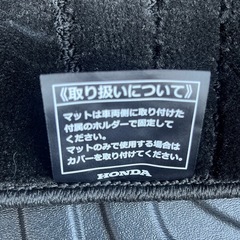 《取り扱いについて》
マットは車両側に取り付けた
付属のホルダーで固定して
ください。
マットのみで使用する場合は
カバーを取り付けてください。
HONDA